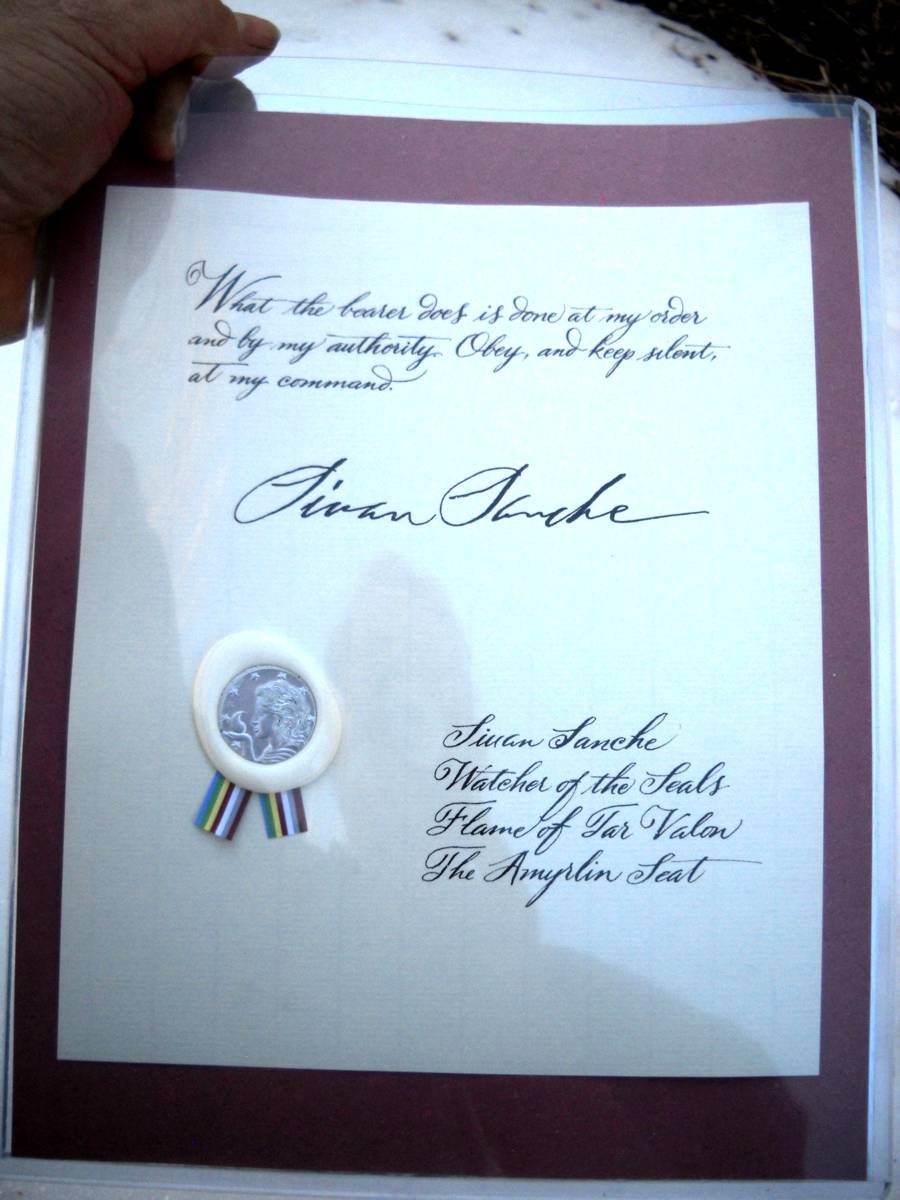 What the bearer does is done at my order
and by my authority. Obey, and keep silent,
at my command.
Siuan Sanche
Siuan Sanche
Watcher of the Seals
Flame of Tar Valon
The Amyrlin Seat